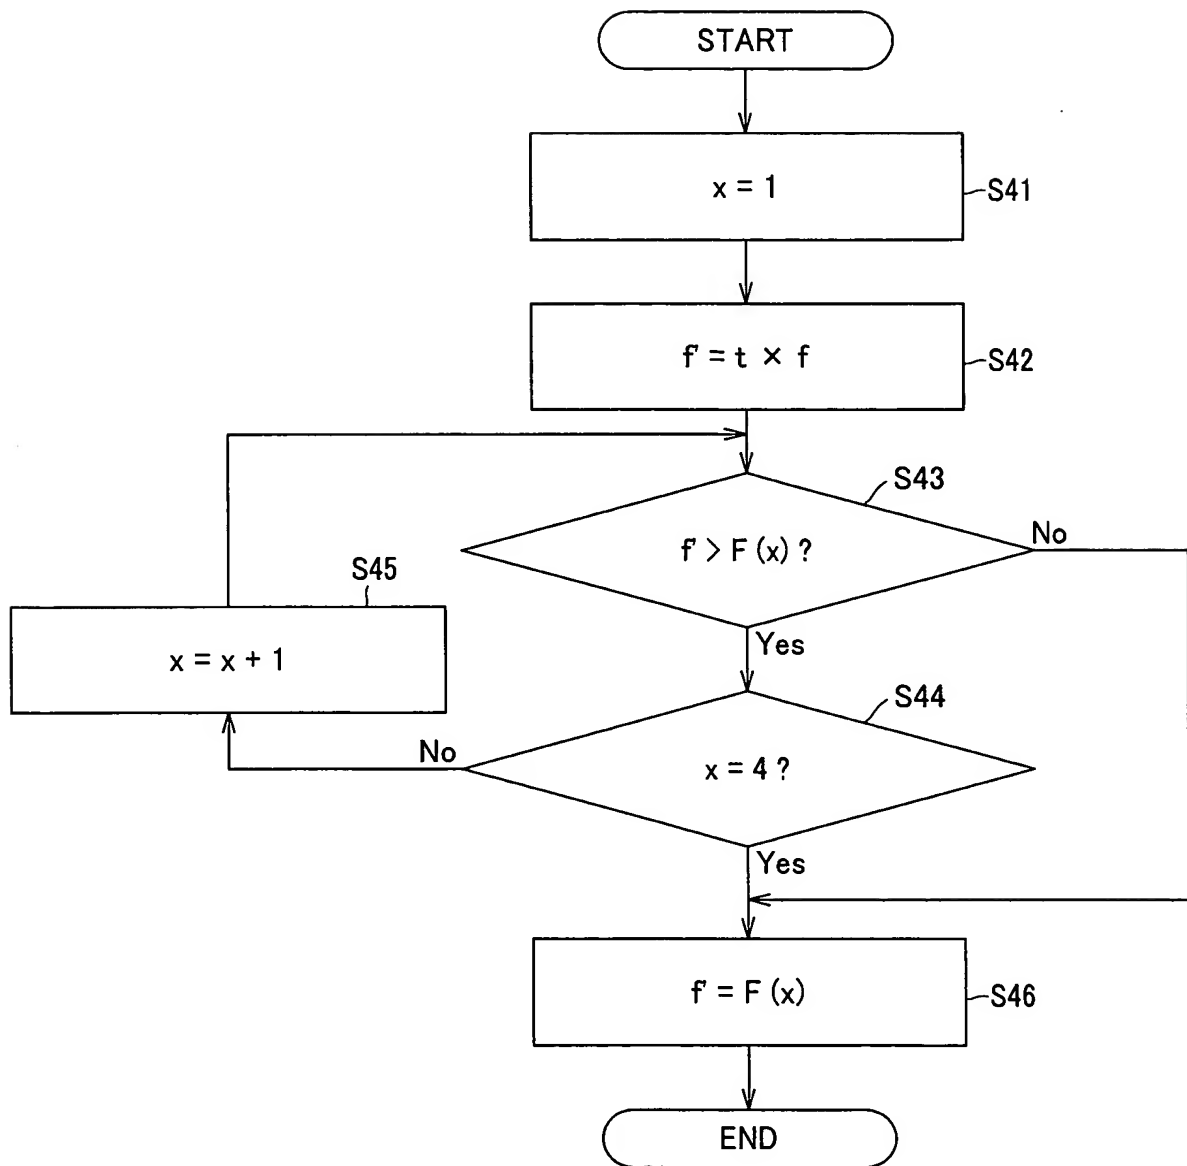 START
x = 1
S41
f' = t × f
S42
S43
f' > F (x) ?
No
S45
x = x + 1
Yes
S44
No
x = 4 ?
Yes
f' = F (x)
S46
END